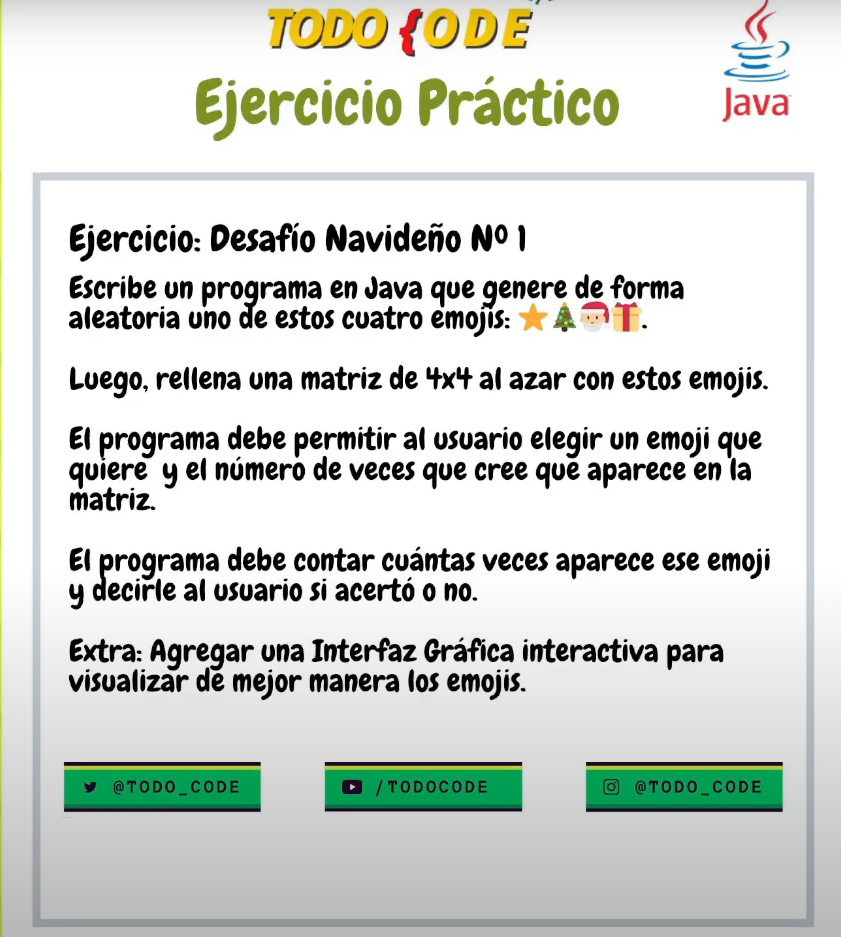 TODO {ODE
Java
Ejercicio Práctico
Ejercicio: Desafío Navideño Nº 1
Escribe un programa en Java que genere de forma
aleatoria uno de estos cuatro emojis: ⭐🎄🎅🎁.
Luego, rellena una matriz de 4x4 al azar con estos emojis.
El programa debe permitir al usuario elegir un emoji que
quiere y el número de veces que cree que aparece en la
matriz.
El programa debe contar cuántas veces aparece ese emoji
y decirle al usuario si acertó o no.
Extra: Agregar una Interfaz Gráfica interactiva para
visualizar de mejor manera los emojis.
@TODO_CODE
/TODOCODE
@TODO_CODE